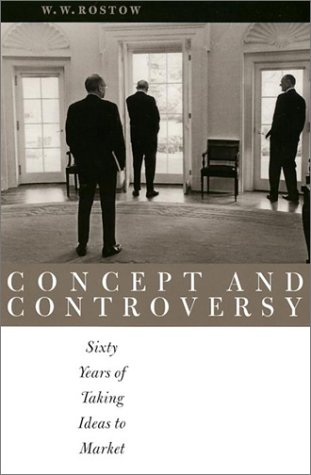 W. W. ROSTOW
CONCEPT AND
CONTROVERSY
Sixty
Years of
Taking
Ideas to
Market